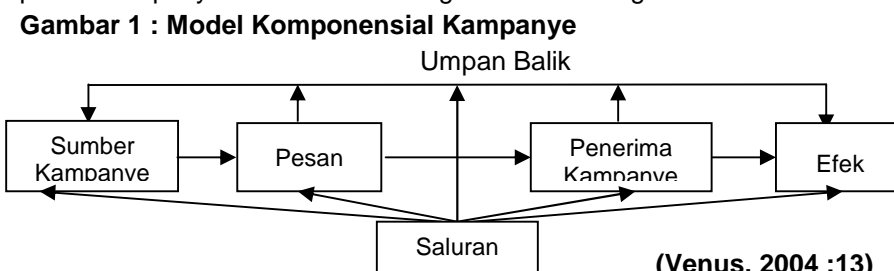 Gambar 1 : Model Komponensial Kampanye
Umpan Balik
Sumber
Kampanye
Pesan
Penerima
Kampanye
Efek
Saluran
(Venus, 2004 :13)